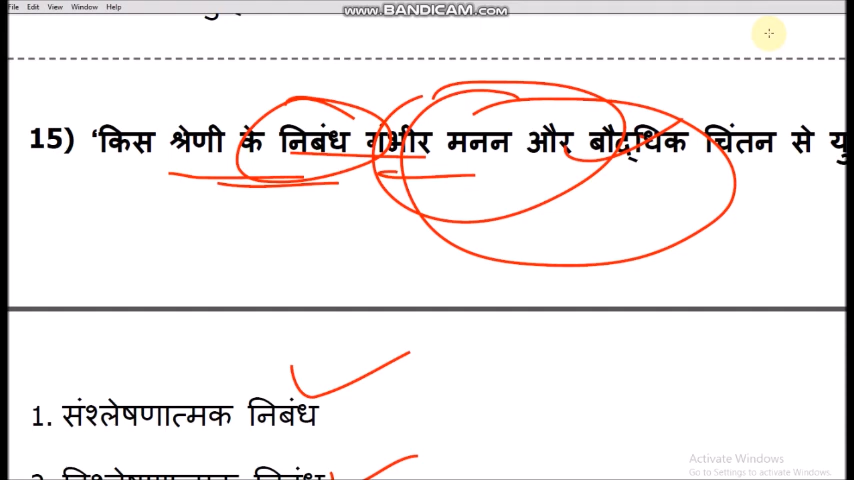 File Edit View Window Help
www.BANDICAM.com
15) ‘किस श्रेणी के निबंध गंभीर मनन और बौद्धिक चिंतन से
1. संश्लेषणात्मक निबंध
Activate Windows
Go to Settings to activate Windows.